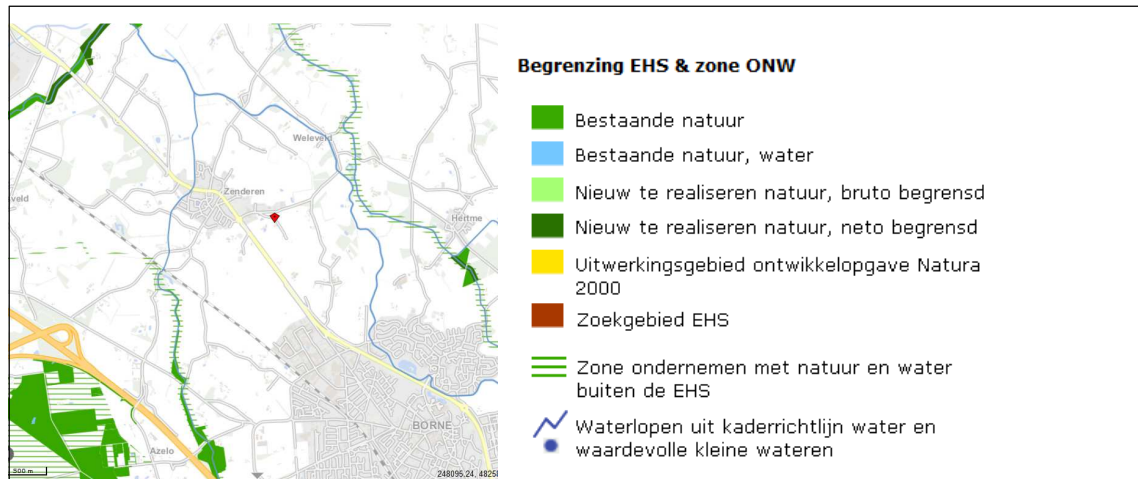 Begrenzing EHS & zone ONW
Bestaande natuur
Bestaande natuur, water
Nieuw te realiseren natuur, bruto begrensd
Nieuw te realiseren natuur, neto begrensd
Uitwerkingsgebied ontwikkelopgave Natura
2000
Zoekgebied EHS
Zone ondernemen met natuur en water
buiten de EHS
Waterlopen uit kaderrichtlijn water en
waardevolle kleine wateren
Weleveld
Zenderen
veld
Hertme
BORNE
Azelo
500 m
248095.24, 4825